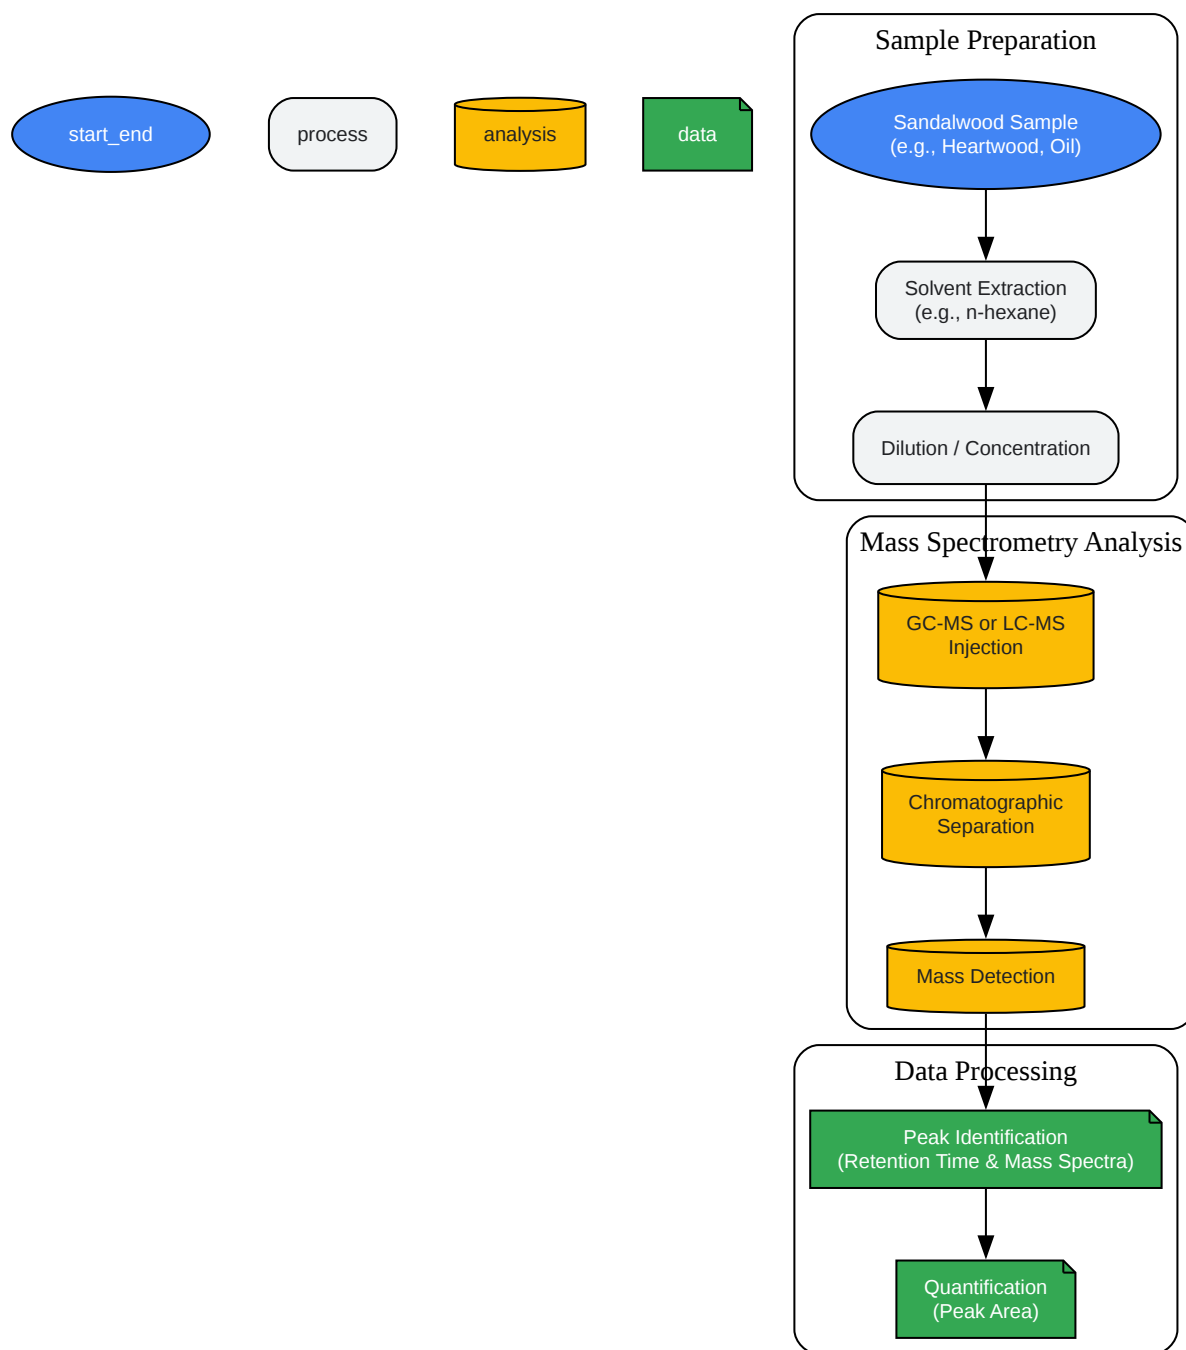 Sample Preparation
start_end
process
analysis
data
Sandalwood Sample
(e.g., Heartwood, Oil)
Solvent Extraction
(e.g., n-hexane)
Dilution / Concentration
Mass Spectrometry Analysis
GC-MS or LC-MS
Injection
Chromatographic
Separation
Mass Detection
Data Processing
Peak Identification
(Retention Time & Mass Spectra)
Quantification
(Peak Area)